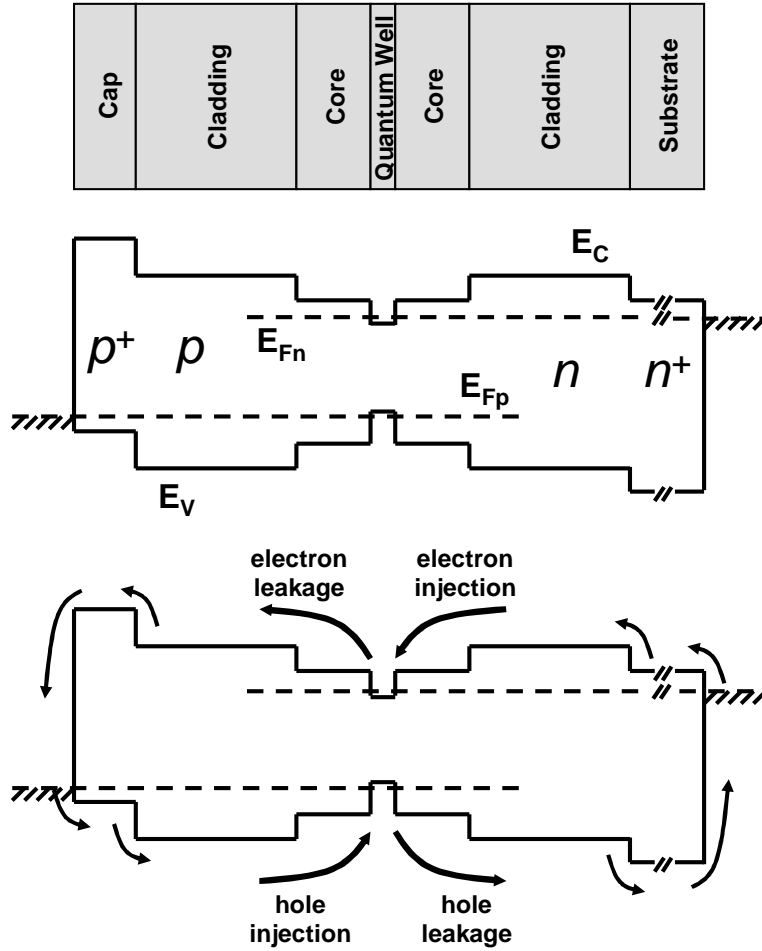 Cap
Cladding
Core
Quantum Well
Core
Cladding
Substrate
E_C
E_Fn
p+
p
E_Fp
n
n+
E_V
electron
leakage
electron
injection
hole
injection
hole
leakage